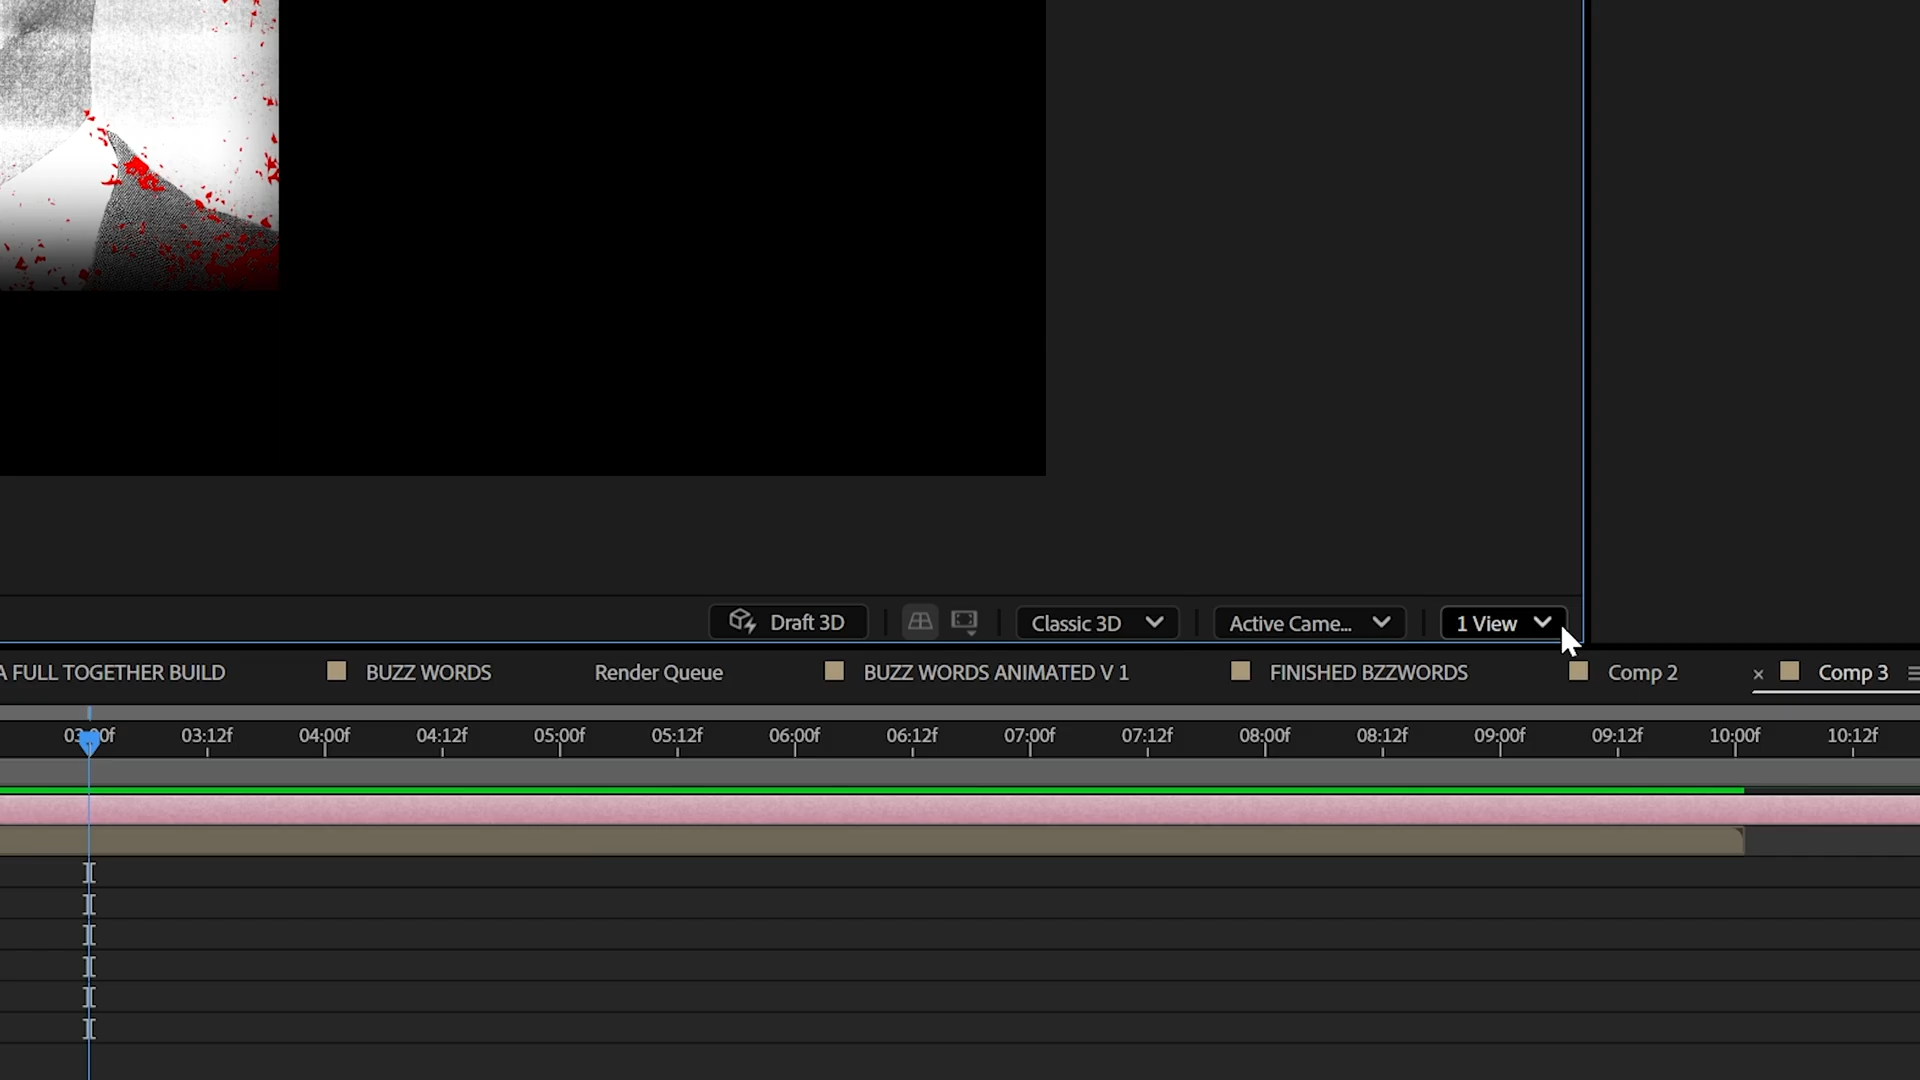 Draft 3D Classic 3D Active Came... 1 View
A FULL TOGETHER BUILD BUZZ WORDS Render Queue BUZZ WORDS ANIMATED V 1 FINISHED BZZWORDS Comp 2 × Comp 3
03:00f 03:12f 04:00f 04:12f 05:00f 05:12f 06:00f 06:12f 07:00f 07:12f 08:00f 08:12f 09:00f 09:12f 10:00f 10:12f